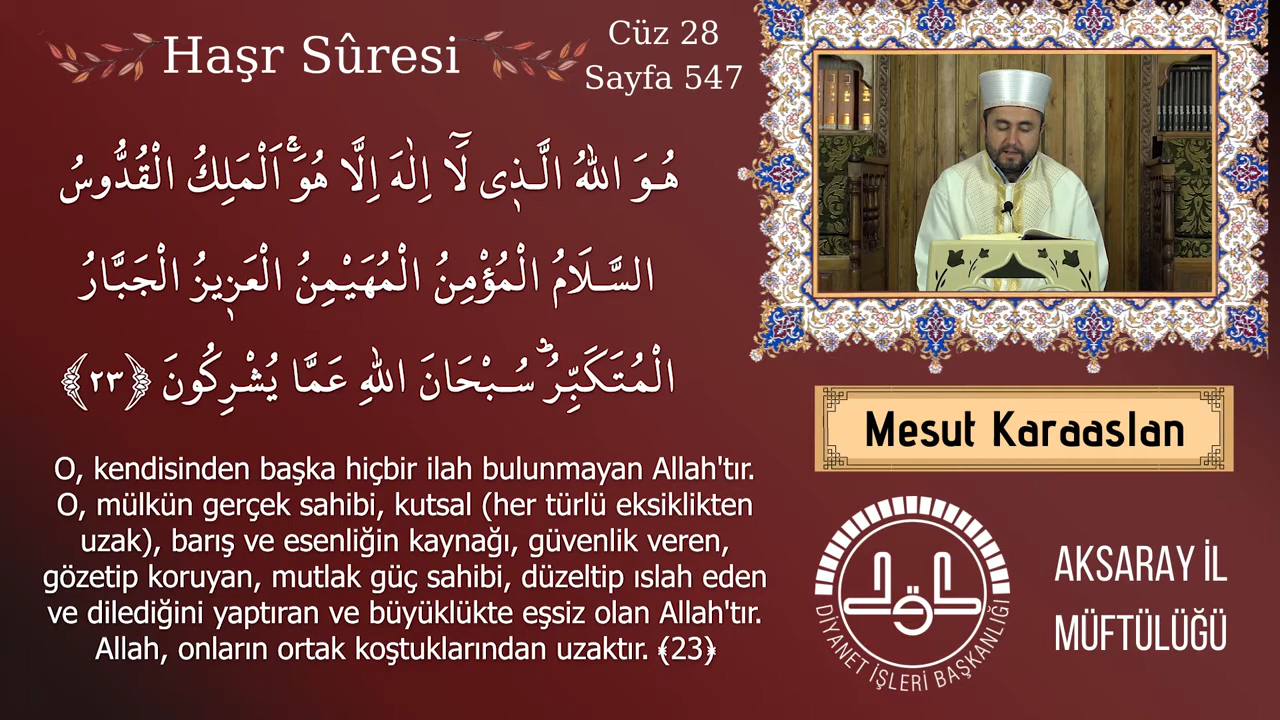 Haşr Sûresi
Cüz 28
Sayfa 547
هُوَ اللّٰهُ الَّذٖى لَٓا اِلٰهَ اِلَّا هُوَۚ اَلْمَلِكُ الْقُدُّوسُ
السَّلَامُ الْمُؤْمِنُ الْمُهَيْمِنُ الْعَزٖيزُ الْجَبَّارُ
الْمُتَكَبِّرُؕ سُبْحَانَ اللّٰهِ عَمَّا يُشْرِكُونَ ﴿٢٣﴾
O, kendisinden başka hiçbir ilah bulunmayan Allah'tır.
O, mülkün gerçek sahibi, kutsal (her türlü eksiklikten
uzak), barış ve esenliğin kaynağı, güvenlik veren,
gözetip koruyan, mutlak güç sahibi, düzeltip ıslah eden
ve dilediğini yaptıran ve büyüklükte eşsiz olan Allah'tır.
Allah, onların ortak koştuklarından uzaktır. ﴾23﴿
Mesut Karaaslan
DİYANET İŞLERİ BAŞKANLIĞI
AKSARAY İL
MÜFTÜLÜĞÜ